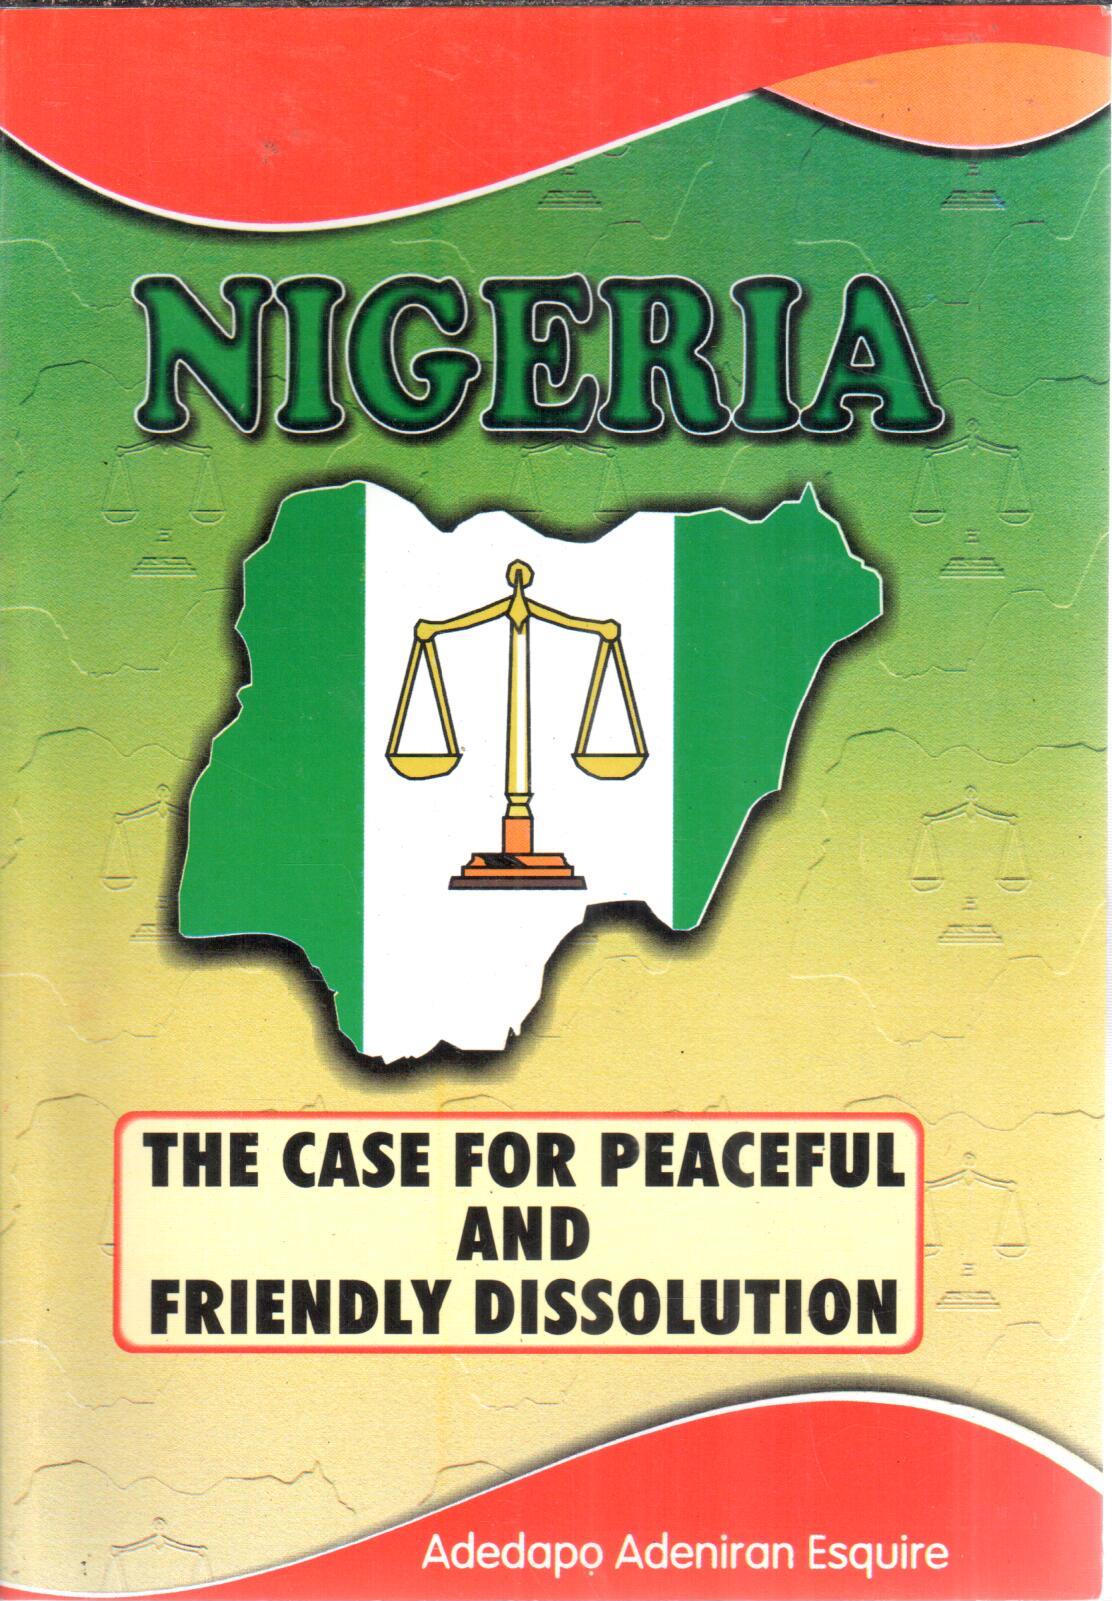 NIGERIA
THE CASE FOR PEACEFUL
AND
FRIENDLY DISSOLUTION
Adedapọ Adeniran Esquire